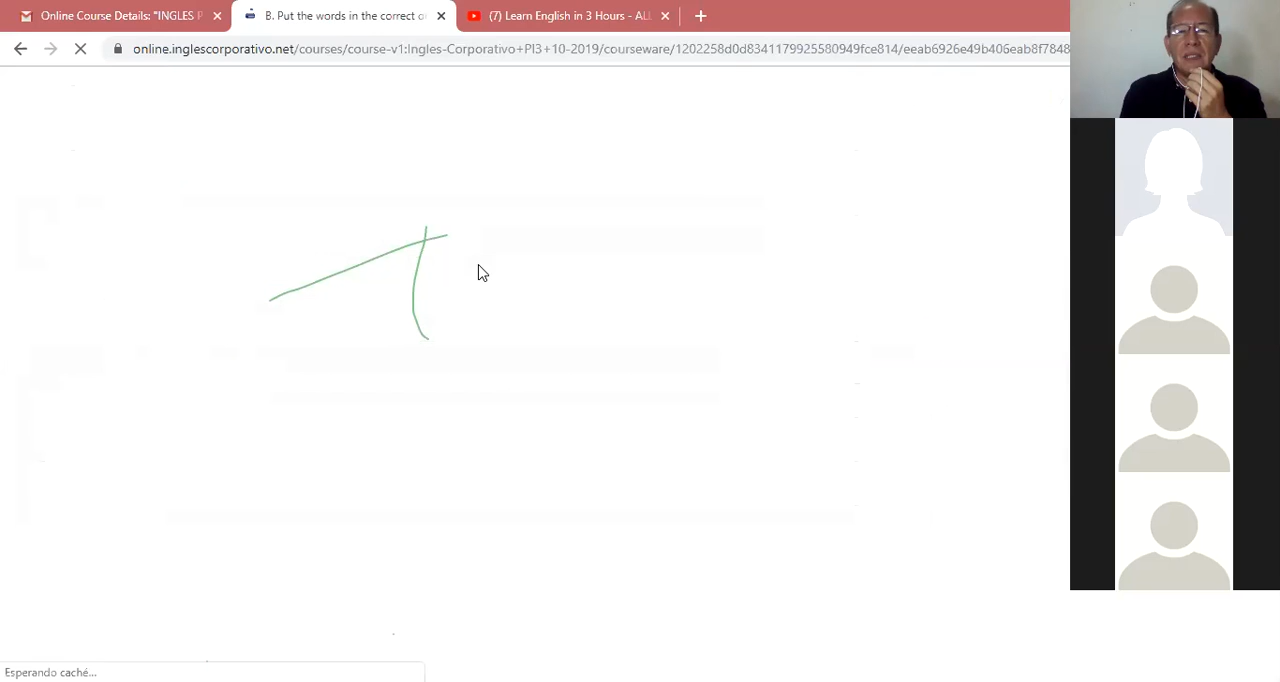 Online Course Details: "INGLES P
B. Put the words in the correct or
(7) Learn English in 3 Hours - ALL
online.inglescorporativo.net/courses/course-v1:Ingles-Corporativo+PI3+10-2019/courseware/1202258d0d8341179925580949fce814/eeab6926e49b406eab8f7848
Esperando caché...